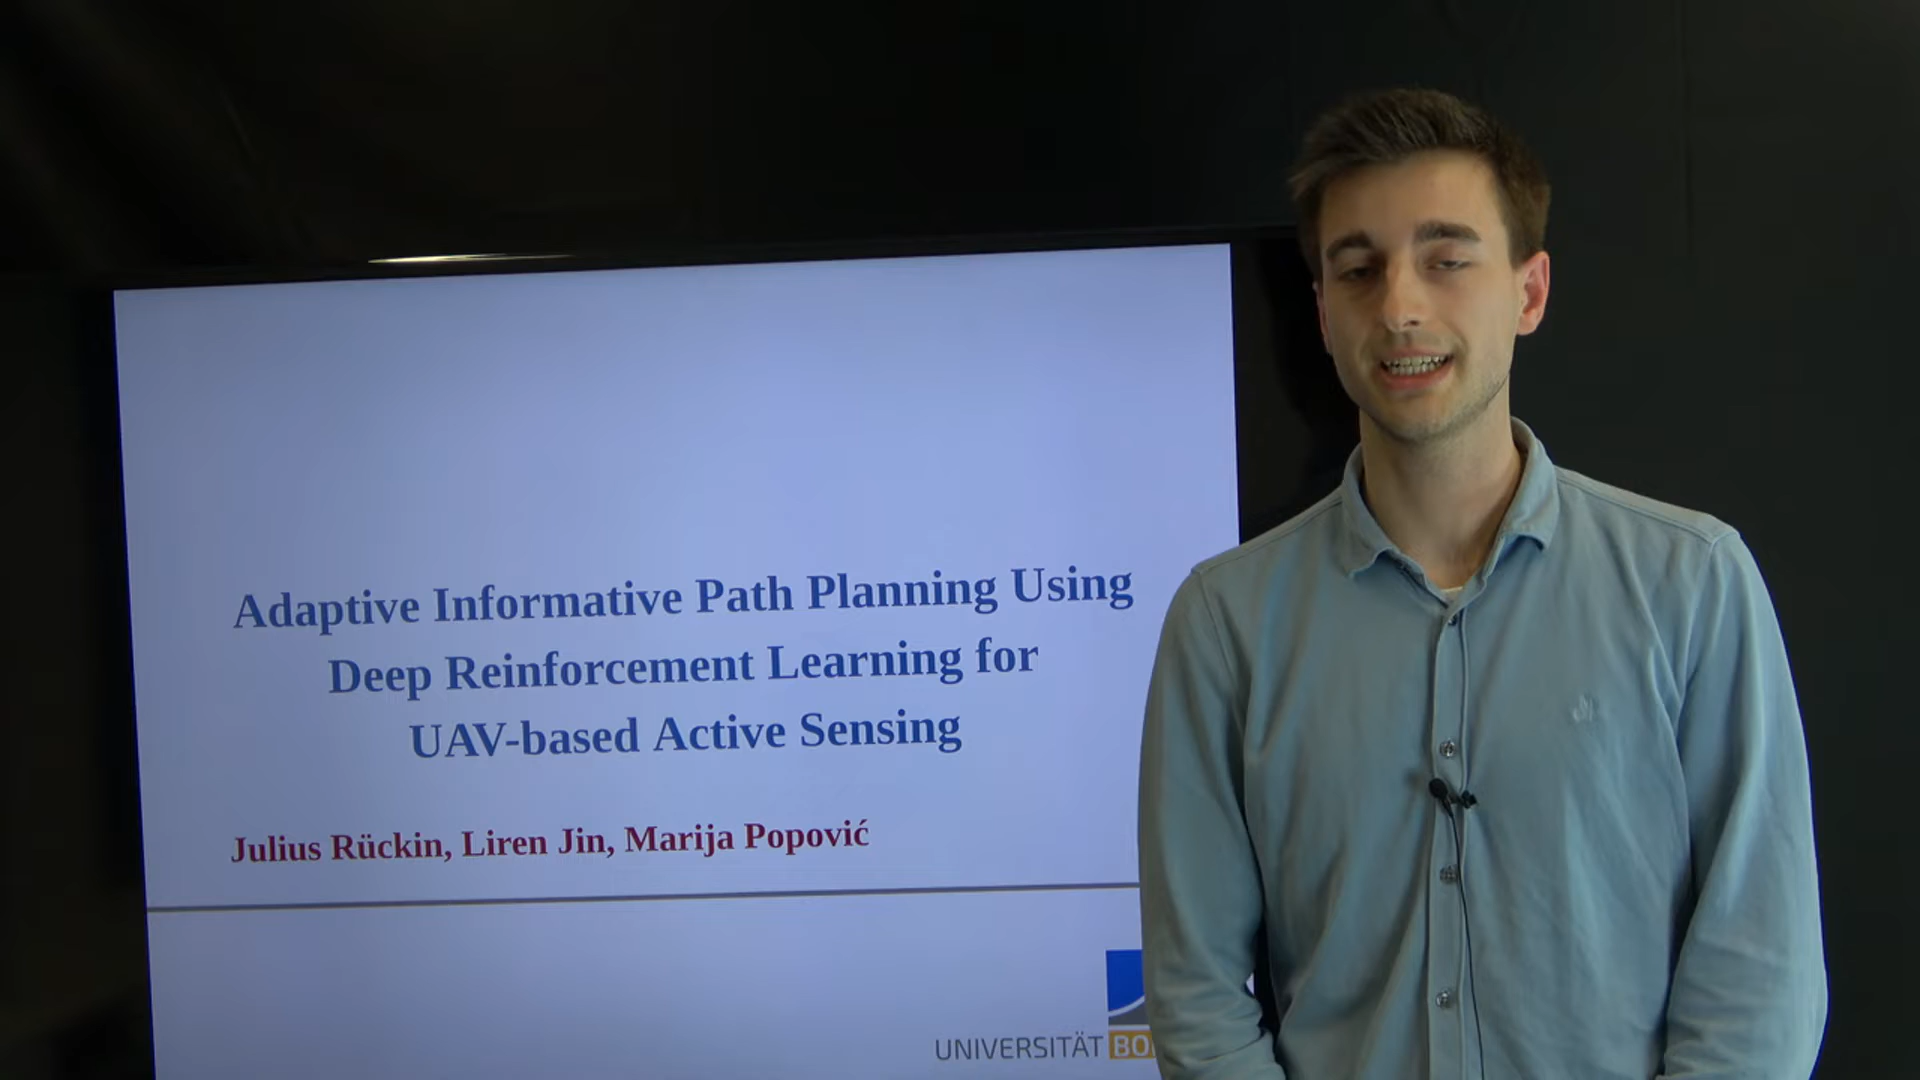 Adaptive Informative Path Planning Using
Deep Reinforcement Learning for
UAV-based Active Sensing
Julius Rückin, Liren Jin, Marija Popović
UNIVERSITÄT